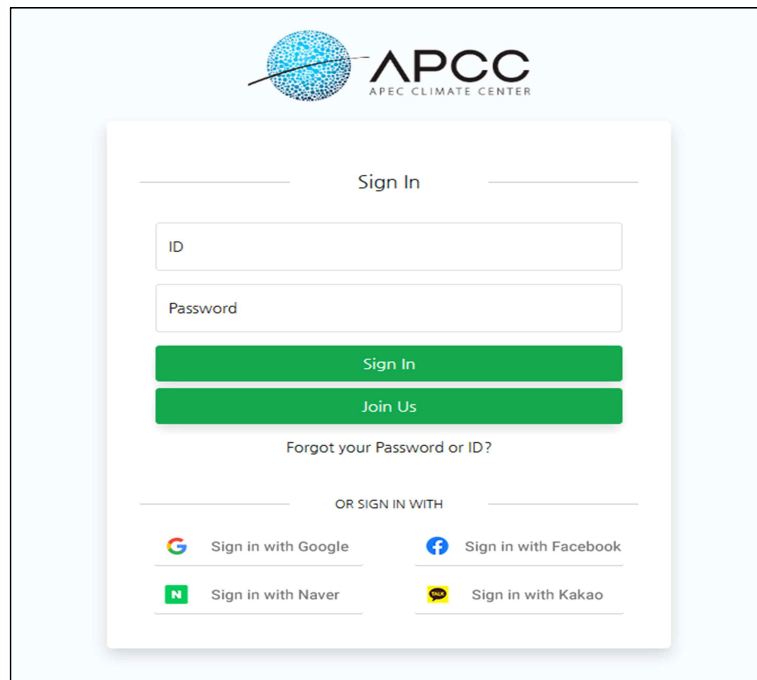 APCC
APEC CLIMATE CENTER
Sign In
ID
Password
Sign In
Join Us
Forgot your Password or ID?
OR SIGN IN WITH
G Sign in with Google
f Sign in with Facebook
N Sign in with Naver
TALK Sign in with Kakao